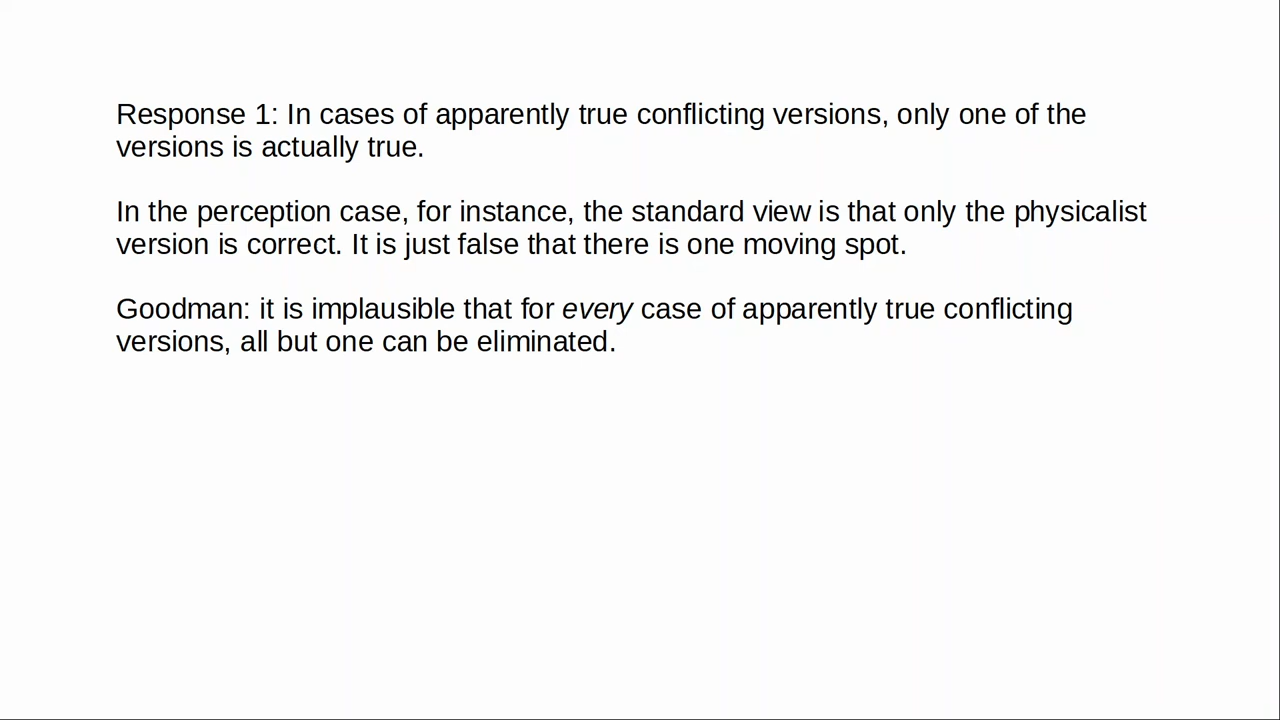 Response 1: In cases of apparently true conflicting versions, only one of the
versions is actually true.
In the perception case, for instance, the standard view is that only the physicalist
version is correct. It is just false that there is one moving spot.
Goodman: it is implausible that for every case of apparently true conflicting
versions, all but one can be eliminated.